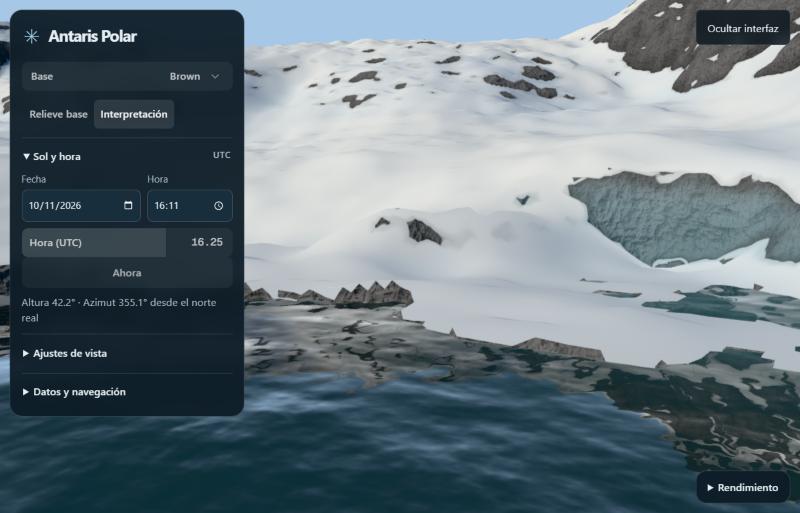 Antaris Polar
Ocultar interfaz
Base
Brown
Relieve base
Interpretación
▼ Sol y hora
UTC
Fecha
Hora
10/11/2026
16:11
Hora (UTC)
16.25
Ahora
Altura 42.2° · Azimut 355.1° desde el norte
real
▶ Ajustes de vista
▶ Datos y navegación
▶ Rendimiento